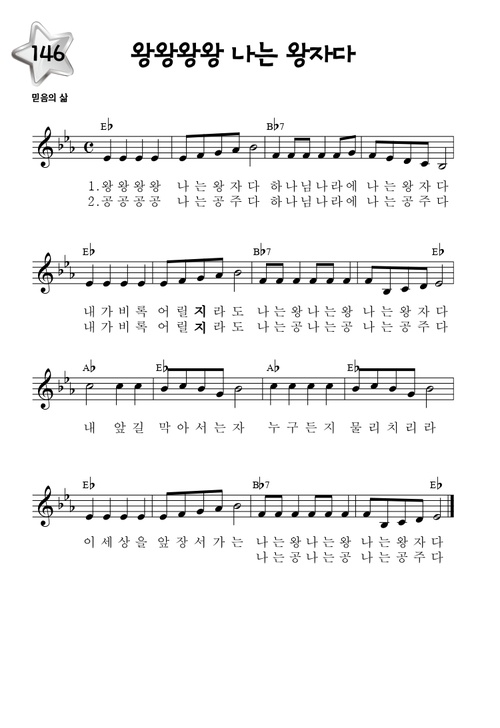 146
왕왕왕왕 나는 왕자다
믿음의 삶
E♭ B♭7
1.왕 왕 왕 왕 나 는 왕 자 다 하 나 님 나 라 에 나 는 왕 자 다
2.공 공 공 공 나 는 공 주 다 하 나 님 나 라 에 나 는 공 주 다
E♭ B♭7 E♭
내 가 비 록 어 릴 지 라 도 나 는 왕 나 는 왕 나 는 왕 자 다
내 가 비 록 어 릴 지 라 도 나 는 공 나 는 공 나 는 공 주 다
A♭ E♭ A♭ E♭
내 앞 길 막 아 서 는 자 누 구 든 지 물 리 치 리 라
E♭ B♭7 E♭
이 세 상 을 앞 장 서 가 는 나 는 왕 나 는 왕 나 는 왕 자 다
나 는 공 나 는 공 나 는 공 주 다